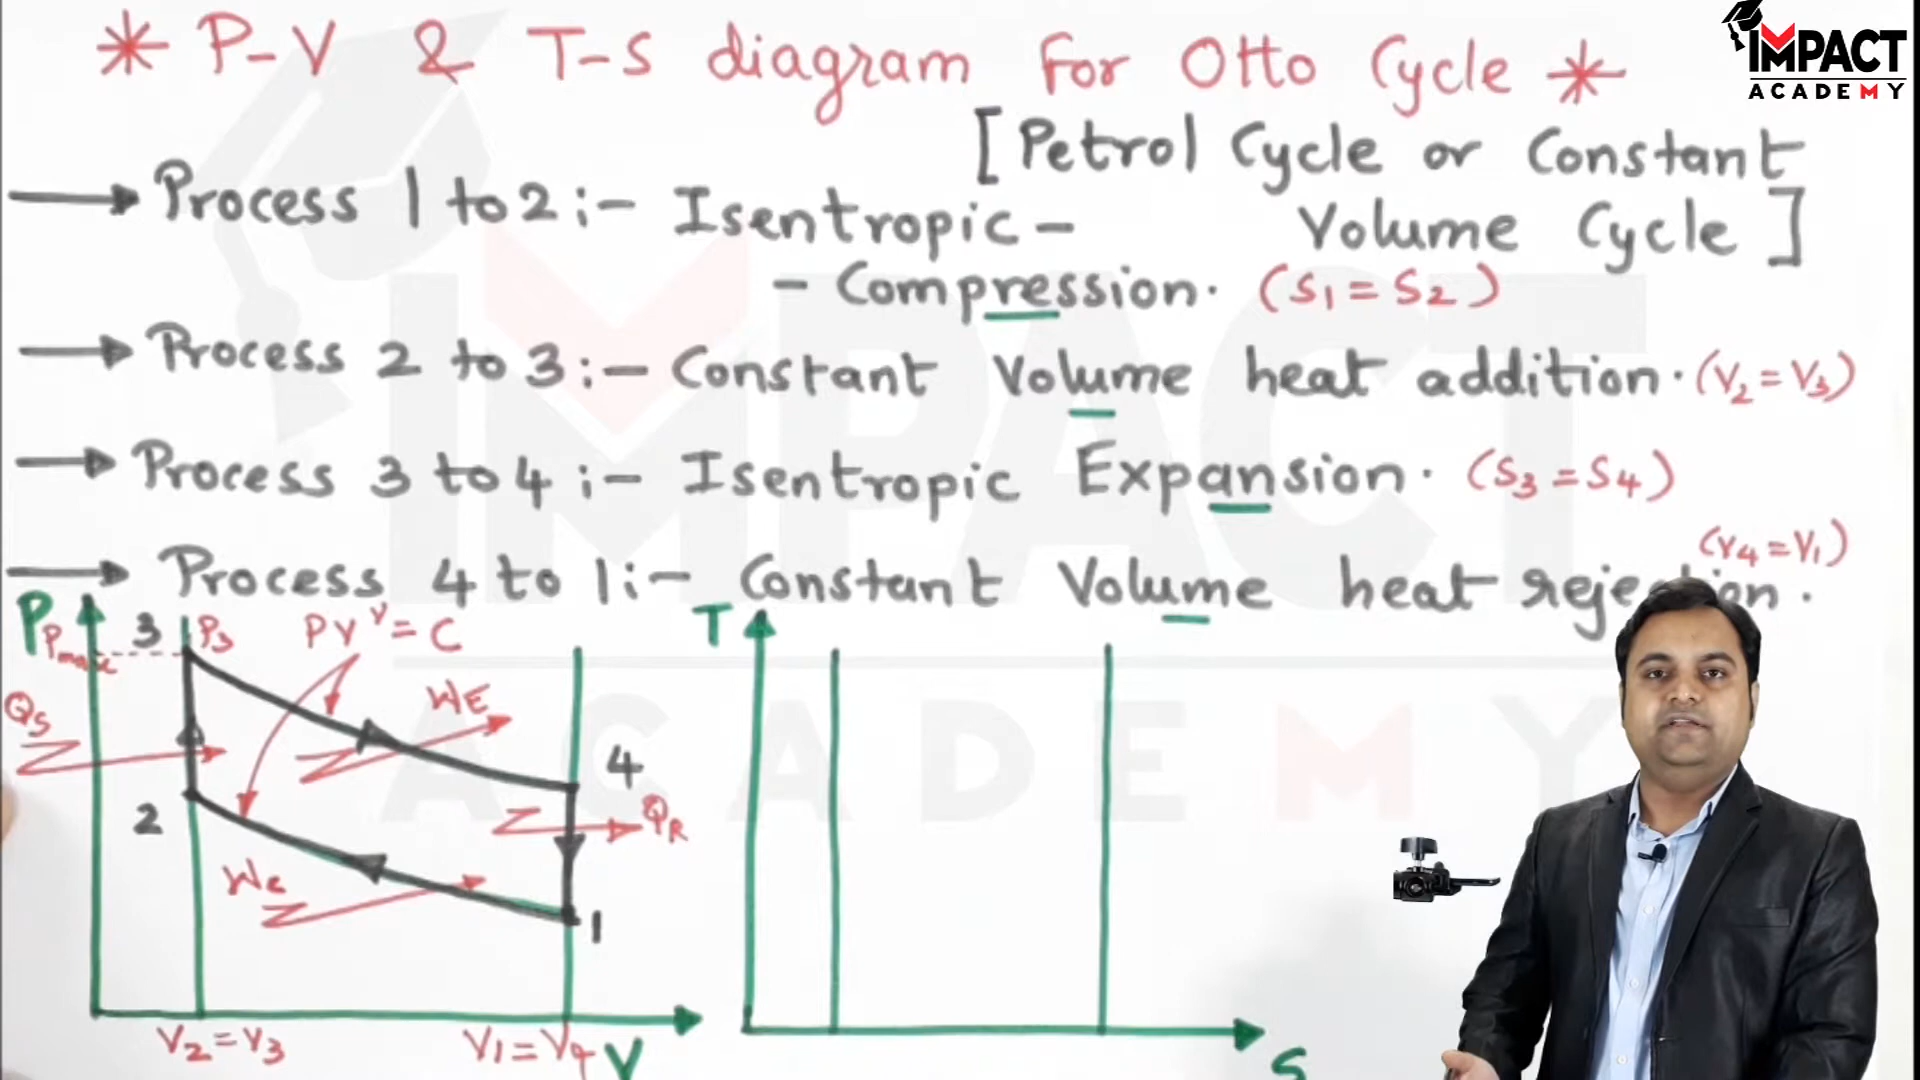 * P-V & T-S diagram For Otto Cycle *
IMPACT
ACADEMY
[Petrol Cycle or Constant
Volume Cycle]
Process 1 to 2 :- Isentropic -
- Compression. (S1 = S2)
Process 2 to 3 :- Constant Volume heat addition. (V2 = V3)
Process 3 to 4 :- Isentropic Expansion. (S3 = S4)
(V4 = V1)
Process 4 to 1 :- Constant Volume heat rejection.
P
Pmax
3
P3
PV^γ = C
T
QS
WE
4
2
QR
WC
1
V2 = V3
V1 = V4
V
S
IMPACT
ACADEMY